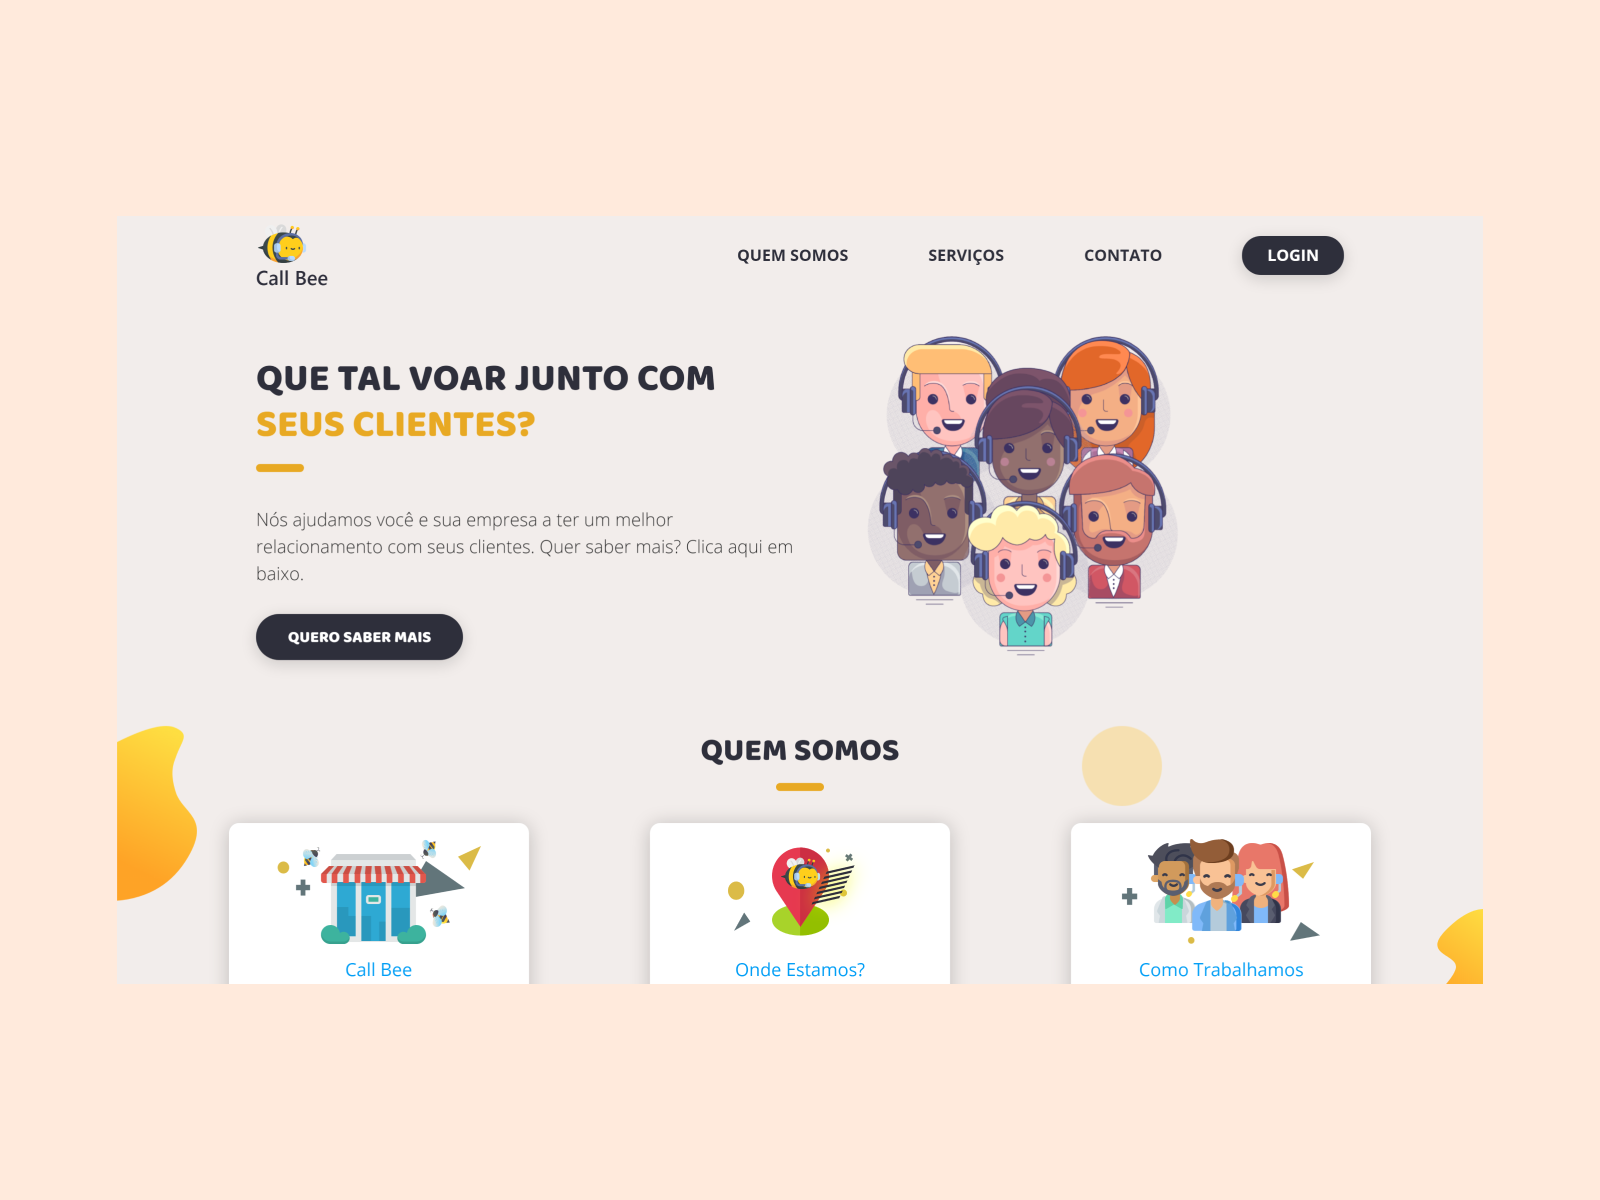 Call Bee
QUEM SOMOS
SERVIÇOS
CONTATO
LOGIN
QUE TAL VOAR JUNTO COM
SEUS CLIENTES?
Nós ajudamos você e sua empresa a ter um melhor
relacionamento com seus clientes. Quer saber mais? Clica aqui em
baixo.
QUERO SABER MAIS
QUEM SOMOS
Call Bee
Onde Estamos?
Como Trabalhamos